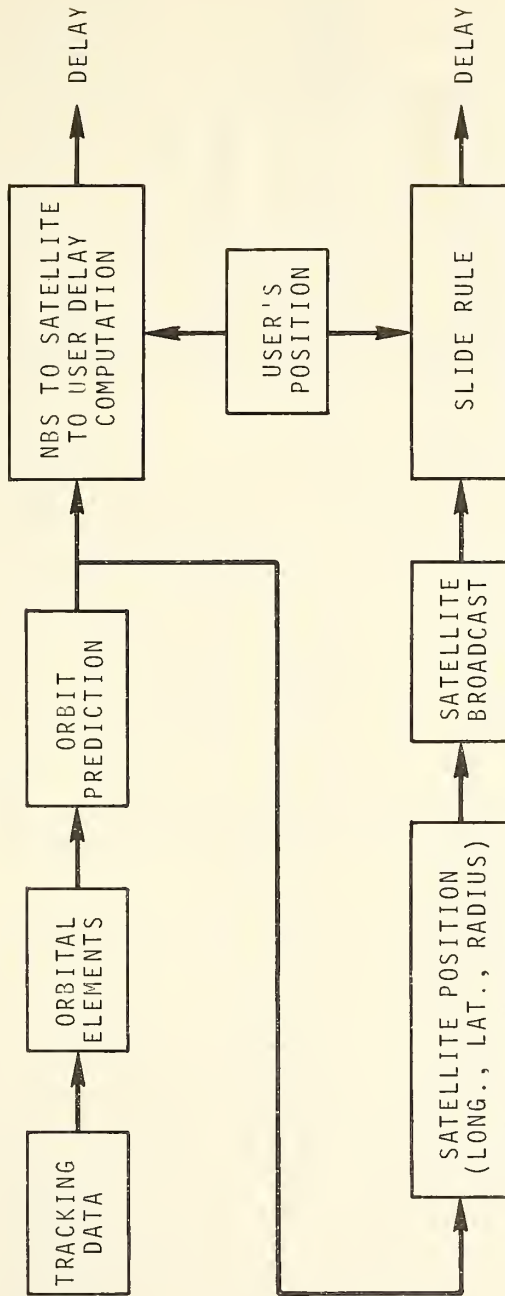 TRACKING
DATA
ORBITAL
ELEMENTS
ORBIT
PREDICTION
NBS TO SATELLITE
TO USER DELAY
COMPUTATION
DELAY
USER'S
POSITION
SATELLITE POSITION
(LONG., LAT., RADIUS)
SATELLITE
BROADCAST
SLIDE RULE
DELAY